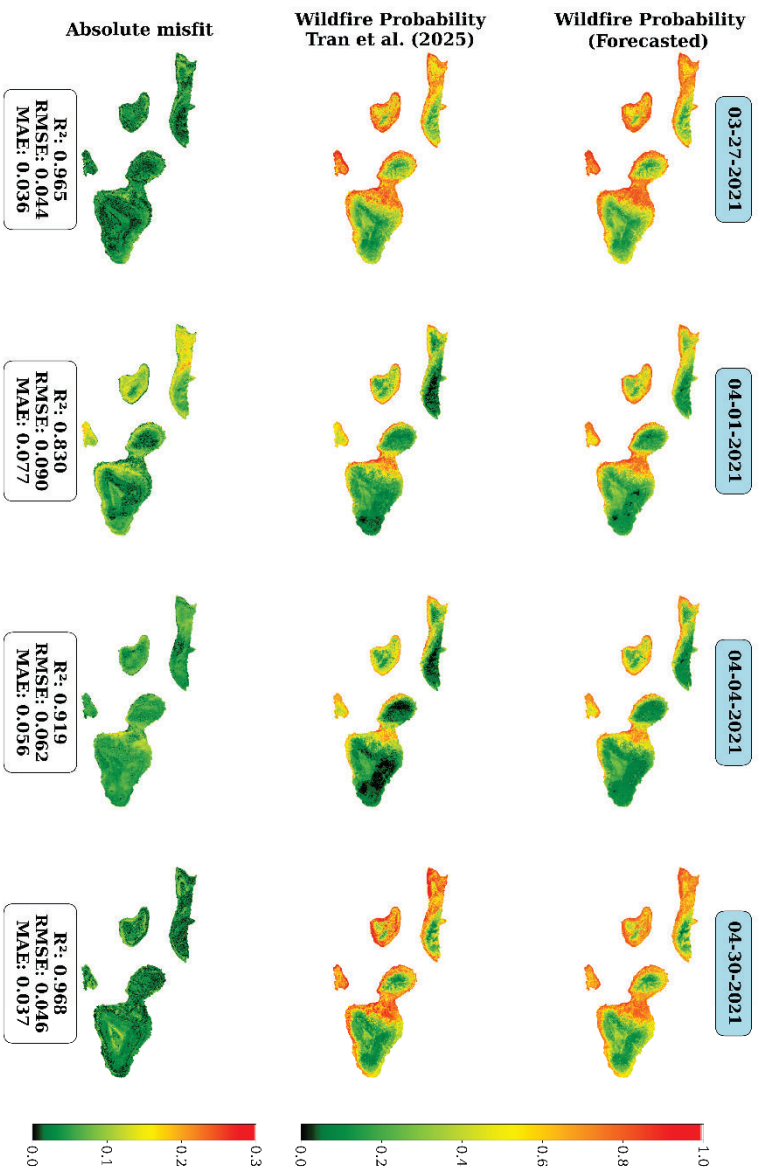 03-27-2021
04-01-2021
04-04-2021
04-30-2021
Wildfire Probability
(Forecasted)
Wildfire Probability
Tran et al. (2025)
0.0
0.2
0.4
0.6
0.8
1.0
Absolute misfit
0.0
0.1
0.2
0.3
R²: 0.965
RMSE: 0.044
MAE: 0.036
R²: 0.830
RMSE: 0.090
MAE: 0.077
R²: 0.919
RMSE: 0.062
MAE: 0.056
R²: 0.968
RMSE: 0.046
MAE: 0.037